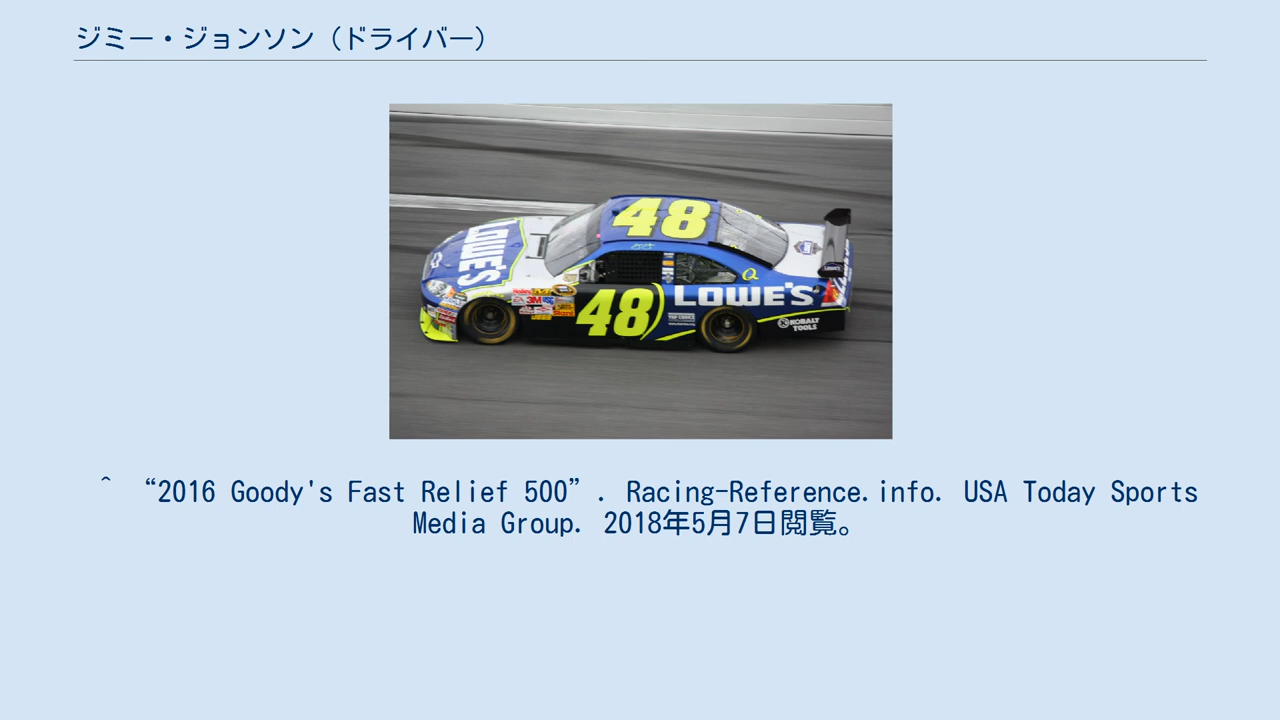 ジミー・ジョンソン（ドライバー）
48
LOWE'S
48
LOWE'S
3M
KOBALT
TOOLS
^ “2016 Goody's Fast Relief 500”. Racing-Reference.info. USA Today Sports
Media Group. 2018年5月7日閲覧。